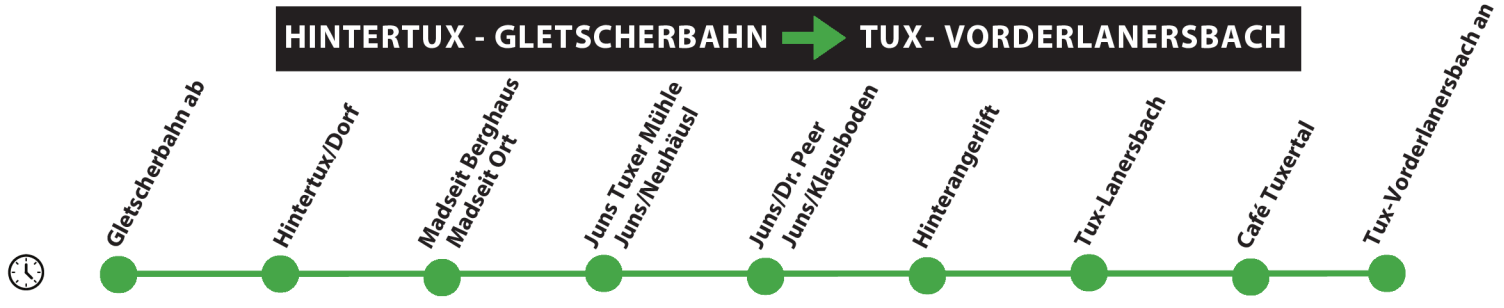 HINTERTUX - GLETSCHERBAHN TUX- VORDERLANERSBACH
Gletscherbahn ab
Hintertux/Dorf
Madseit Berghaus
Madseit Ort
Juns Tuxer Mühle
Juns/Neuhäusl
Juns/Dr. Peer
Juns/Klausboden
Hinterangerlift
Tux-Lanersbach
Café Tuxertal
Tux-Vorderlanersbach an